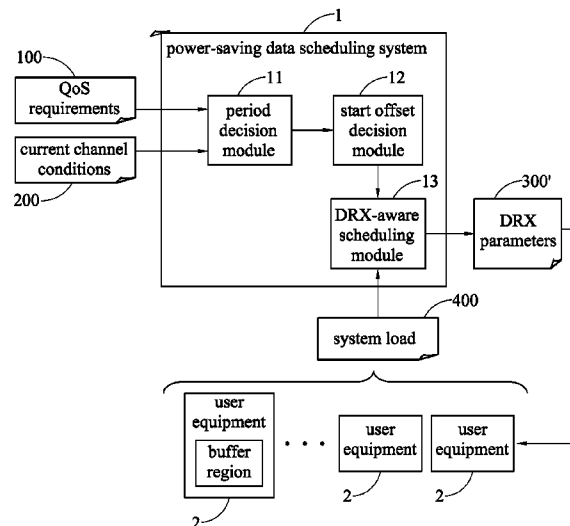 1
power-saving data scheduling system
100
QoS
requirements
current channel
conditions
200
11
period
decision
module
12
start offset
decision
module
13
DRX-aware
scheduling
module
300'
DRX
parameters
400
system load
user
equipment
buffer
region
2
...
user
equipment
2
user
equipment
2